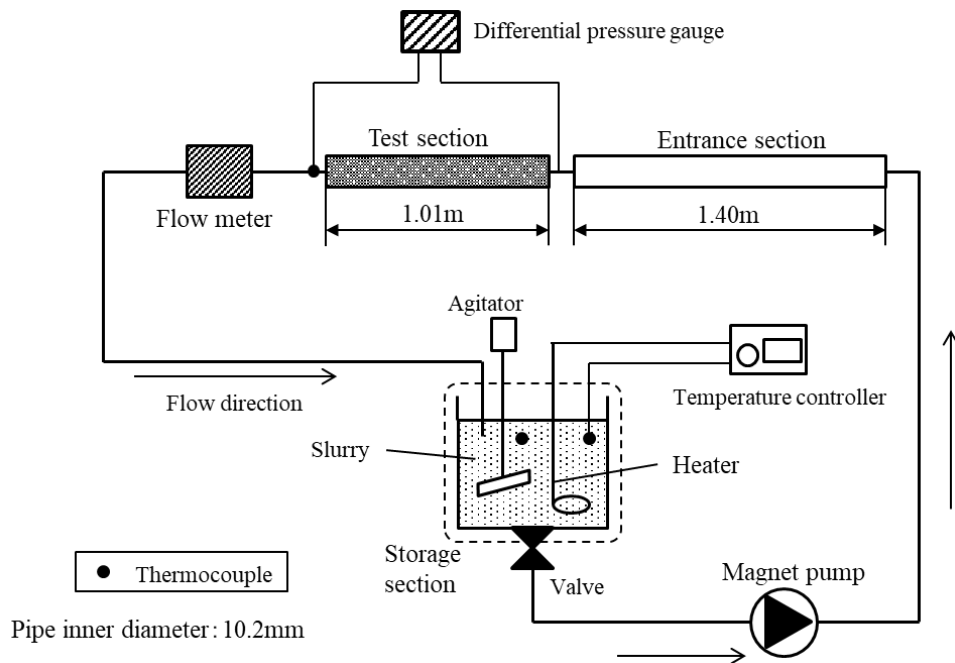 Differential pressure gauge
Test section
Entrance section
Flow meter
1.01m
1.40m
Agitator
Flow direction
Temperature controller
Slurry
Heater
Storage
section
Valve
Magnet pump
Thermocouple
Pipe inner diameter: 10.2mm